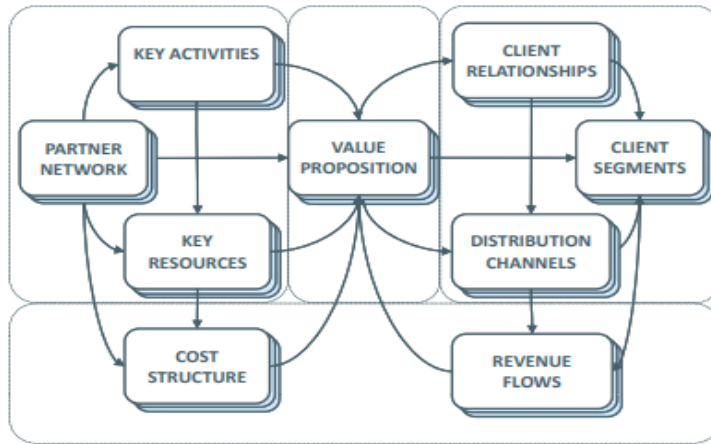 KEY ACTIVITIES
CLIENT
RELATIONSHIPS
PARTNER
NETWORK
VALUE
PROPOSITION
CLIENT
SEGMENTS
KEY
RESOURCES
DISTRIBUTION
CHANNELS
COST
STRUCTURE
REVENUE
FLOWS